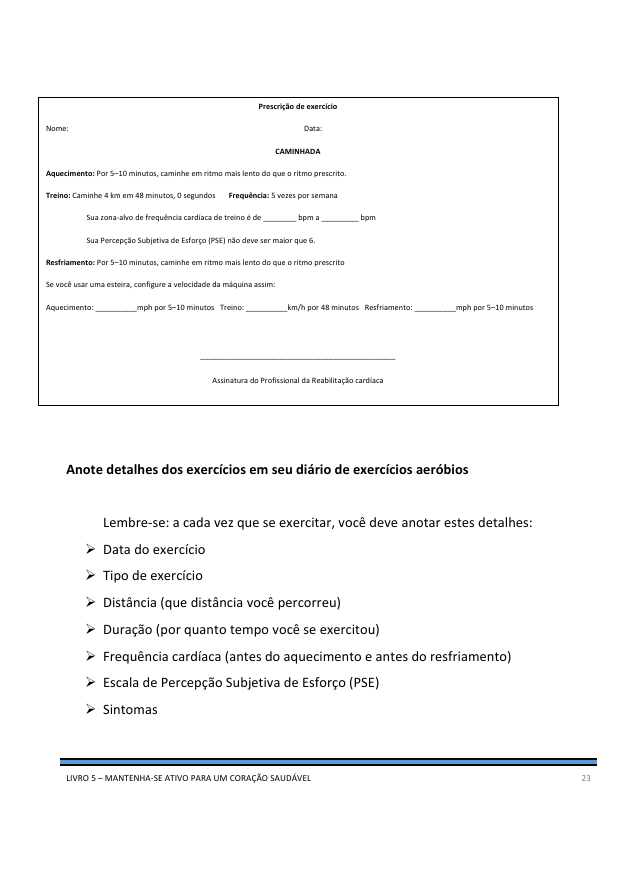 Prescrição de exercício
Nome: Data:
CAMINHADA
Aquecimento: Por 5–10 minutos, caminhe em ritmo mais lento do que o ritmo prescrito.
Treino: Caminhe 4 km em 48 minutos, 0 segundos Frequência: 5 vezes por semana
Sua zona-alvo de frequência cardíaca de treino é de ________ bpm a _________ bpm
Sua Percepção Subjetiva de Esforço (PSE) não deve ser maior que 6.
Resfriamento: Por 5–10 minutos, caminhe em ritmo mais lento do que o ritmo prescrito
Se você usar uma esteira, configure a velocidade da máquina assim:
Aquecimento: __________mph por 5–10 minutos Treino: __________km/h por 48 minutos Resfriamento: __________mph por 5–10 minutos
_______________________________________________
Assinatura do Profissional da Reabilitação cardíaca
Anote detalhes dos exercícios em seu diário de exercícios aeróbios
Lembre-se: a cada vez que se exercitar, você deve anotar estes detalhes:
➢ Data do exercício
➢ Tipo de exercício
➢ Distância (que distância você percorreu)
➢ Duração (por quanto tempo você se exercitou)
➢ Frequência cardíaca (antes do aquecimento e antes do resfriamento)
➢ Escala de Percepção Subjetiva de Esforço (PSE)
➢ Sintomas
LIVRO 5 – MANTENHA-SE ATIVO PARA UM CORAÇÃO SAUDÁVEL 23